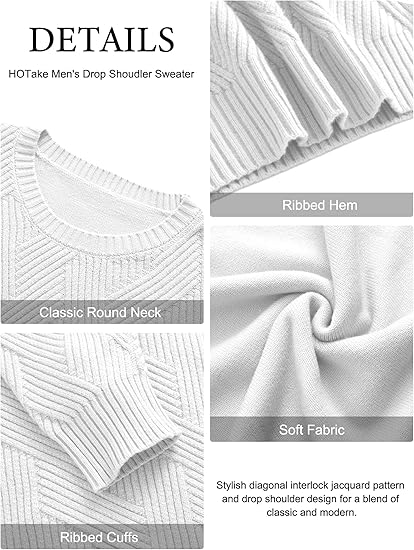 DETAILS
HOTake Men's Drop Shoudler Sweater
Ribbed Hem
Classic Round Neck
Soft Fabric
Stylish diagonal interlock jacquard pattern
and drop shoulder design for a blend of
classic and modern.
Ribbed Cuffs